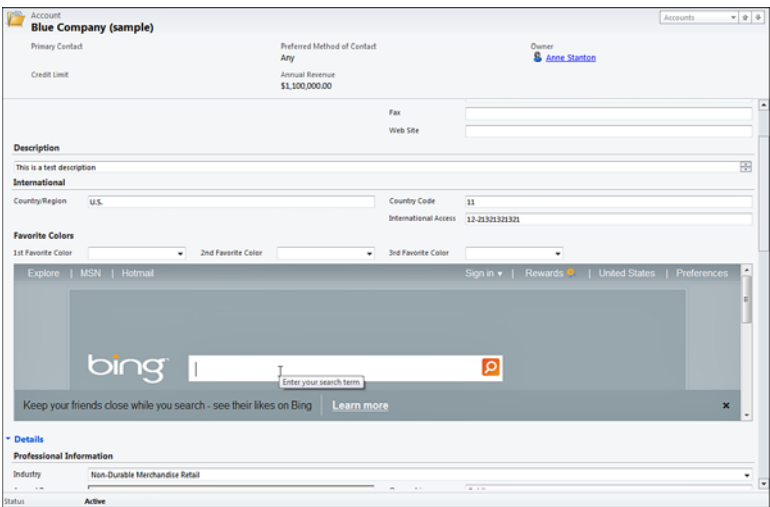 Account
Accounts
Blue Company (sample)
Primary Contact
Preferred Method of Contact
Owner
Any
Anne Stanton
Credit Limit
Annual Revenue
$1,100,000.00
Fax
Web Site
Description
This is a test description
International
Country/Region U.S. Country Code 11
International Access 12-21321321321
Favorite Colors
1st Favorite Color 2nd Favorite Color 3rd Favorite Color
Explore | MSN | Hotmail Sign in | Rewards | United States | Preferences
bing
Enter your search term
Keep your friends close while you search - see their likes on Bing Learn more x
Details
Professional Information
Industry Non-Durable Merchandise Retail
Status Active